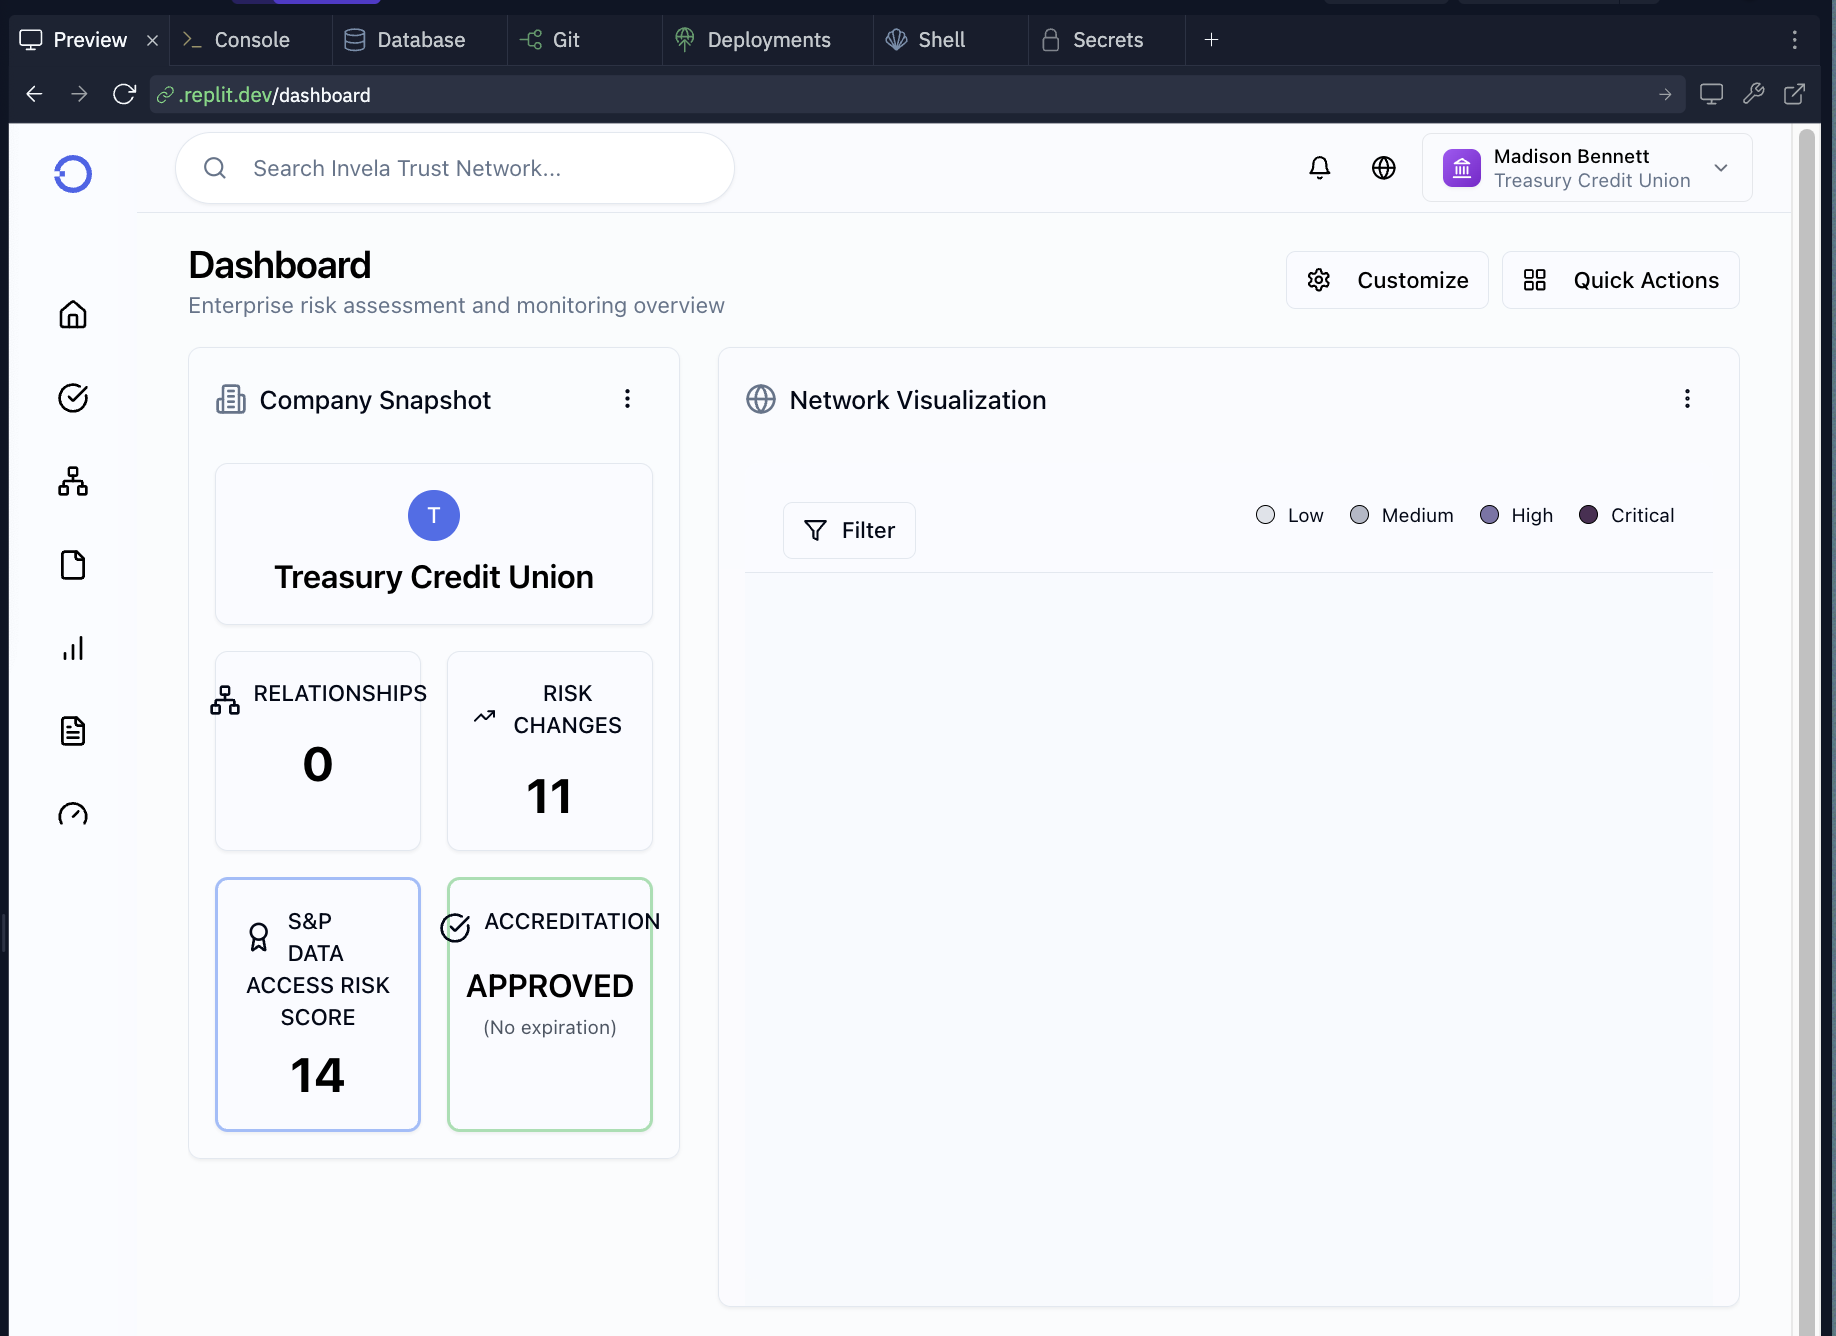 Preview
Console
Database
Git
Deployments
Shell
Secrets
.replit.dev/dashboard
Search Invela Trust Network...
Madison Bennett
Treasury Credit Union
Dashboard
Enterprise risk assessment and monitoring overview
Customize
Quick Actions
Company Snapshot
T
Treasury Credit Union
RELATIONSHIPS
0
RISK
CHANGES
11
S&P
DATA
ACCESS RISK
SCORE
14
ACCREDITATION
APPROVED
(No expiration)
Network Visualization
Filter
Low
Medium
High
Critical